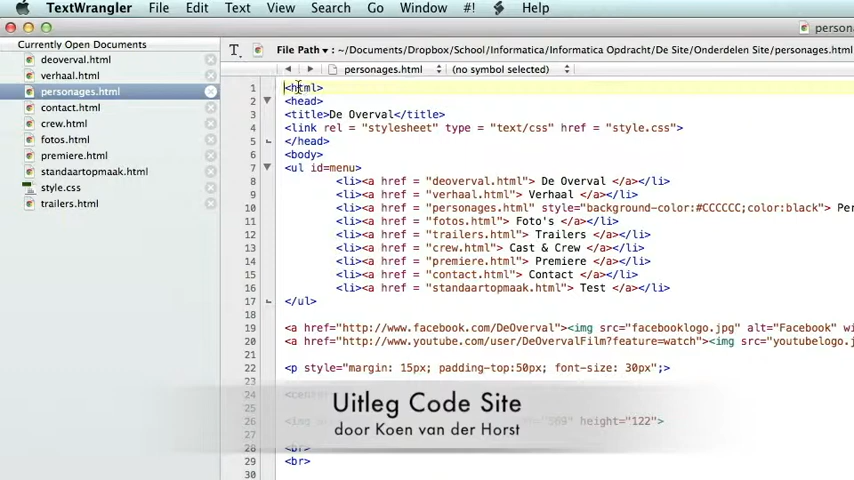 TextWrangler File Edit Text View Search Go Window #! Help
Currently Open Documents
deoverval.html
verhaal.html
personages.html
contact.html
crew.html
fotos.html
premiere.html
standaartopmaak.html
style.css
trailers.html
persona
File Path : ~/Documents/Dropbox/School/Informatica/Informatica Opdracht/De Site/Onderdelen Site/personages.html
personages.html (no symbol selected)
1 <html>
2 <head>
3 <title>De Overval</title>
4 <link rel = "stylesheet" type = "text/css" href = "style.css">
5 </head>
6 <body>
7 <ul id=menu>
8 <li><a href = "deoverval.html"> De Overval </a></li>
9 <li><a href = "verhaal.html"> Verhaal </a></li>
10 <li><a href = "personages.html" style="background-color:#CCCCCC;color:black"> Per
11 <li><a href = "fotos.html"> Foto's </a></li>
12 <li><a href = "trailers.html"> Trailers </a></li>
13 <li><a href = "crew.html"> Cast & Crew </a></li>
14 <li><a href = "premiere.html"> Premiere </a></li>
15 <li><a href = "contact.html"> Contact </a></li>
16 <li><a href = "standaartopmaak.html"> Test </a></li>
17 </ul>
18
19 <a href="http://www.facebook.com/DeOverval"><img src="facebooklogo.jpg" alt="Facebook" wi
20 <a href="http://www.youtube.com/user/DeOvervalFilm?feature=watch"><img src="youtubelogo.j
21
22 <p style="margin: 15px; padding-top:50px; font-size: 30px";>
23
24 <cente
25
26 <img height="122">
28 <br>
29 <br>
30
Uitleg Code Site
door Koen van der Horst